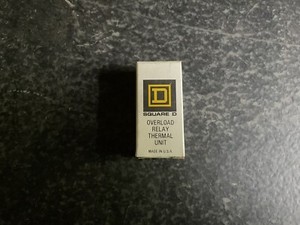 D
SQUARE D
OVERLOAD
RELAY
THERMAL
UNIT
MADE IN U.S.A.